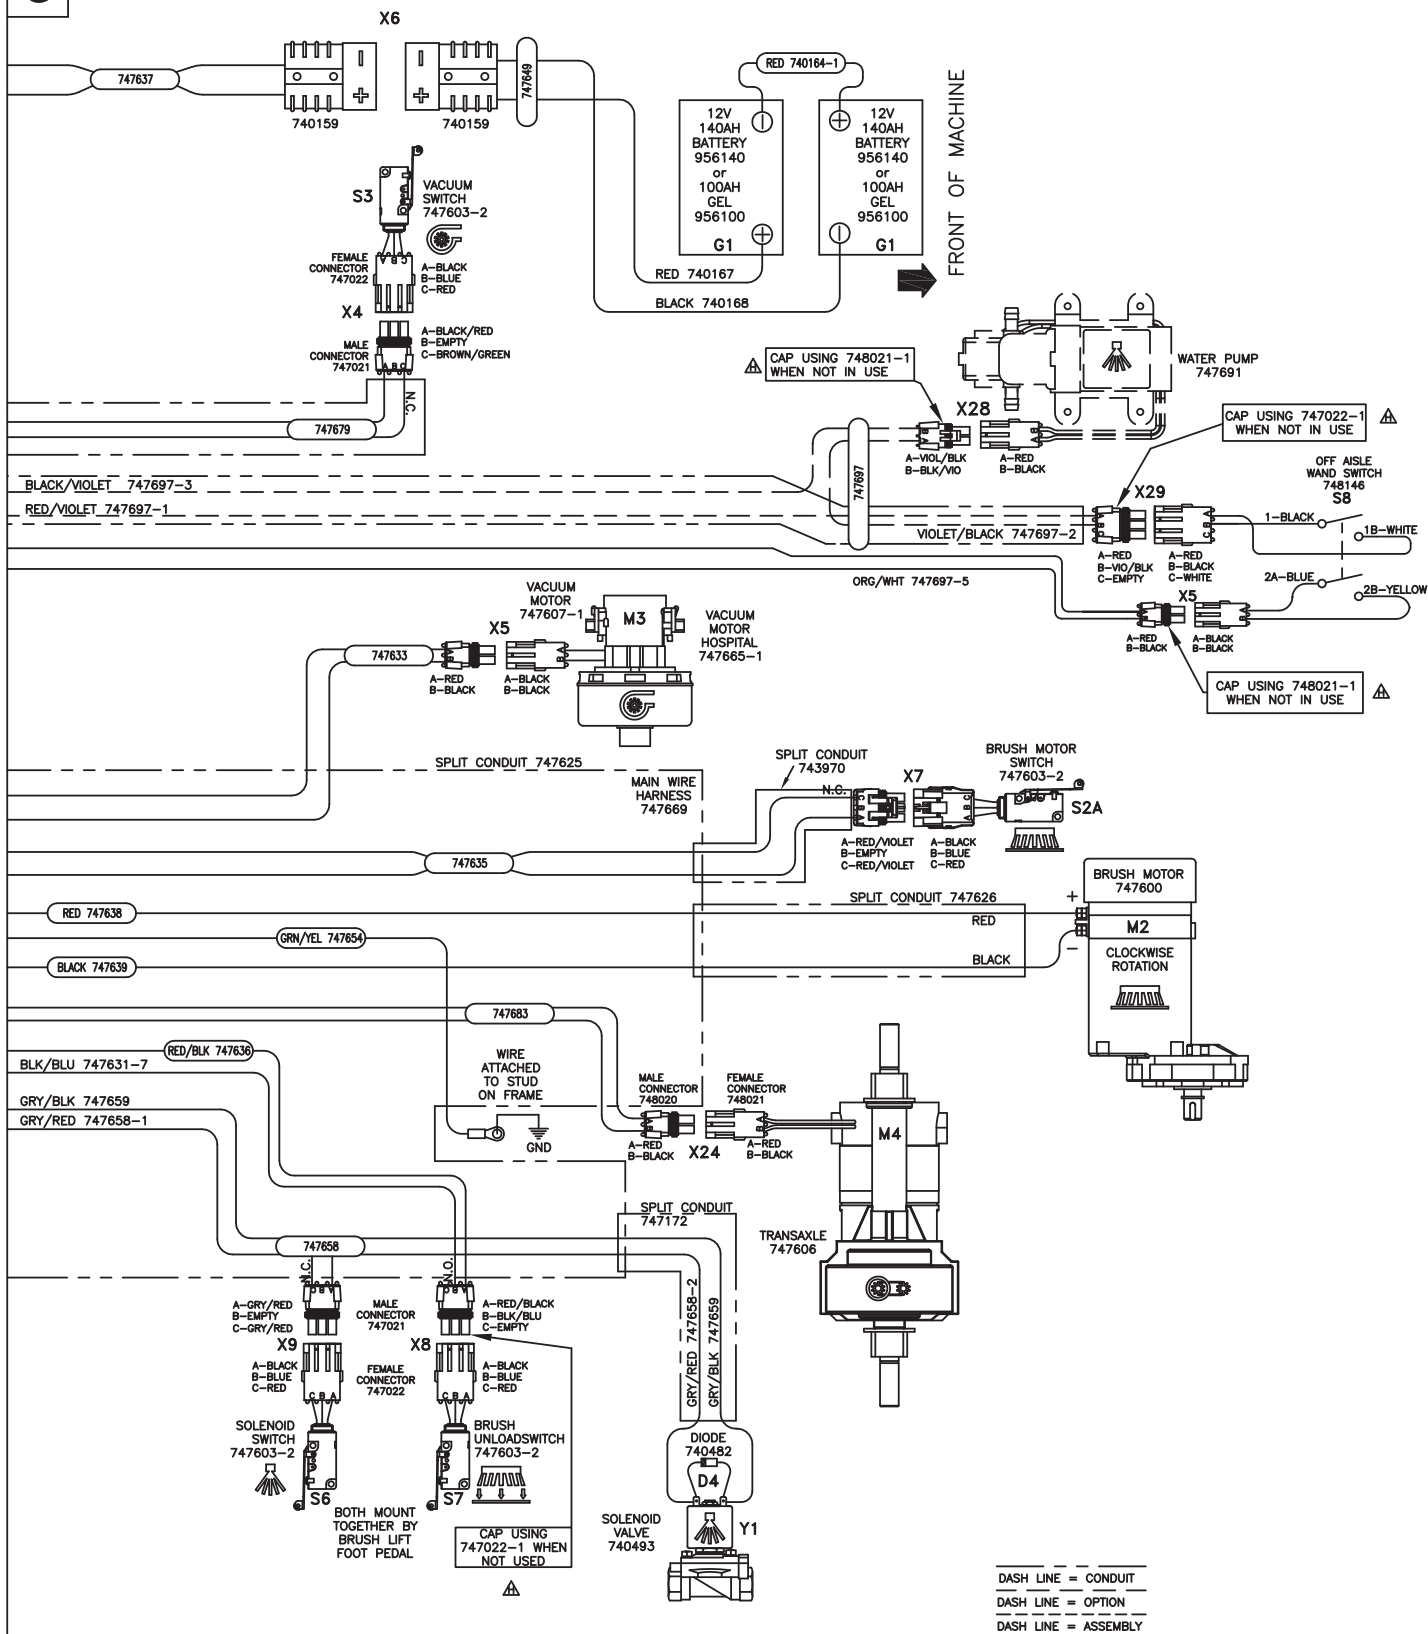 X6
747637
740159
740159
747649
RED 740164-1
12V
140AH
BATTERY
956140
or
100AH
GEL
956100
G1
12V
140AH
BATTERY
956140
or
100AH
GEL
956100
G1
FRONT OF MACHINE
RED 740167
BLACK 740168
S3
VACUUM
SWITCH
747603-2
FEMALE
CONNECTOR
747022
C B A
A-BLACK
B-BLUE
C-RED
X4
MALE
CONNECTOR
747021
A-BLACK/RED
B-EMPTY
C-BROWN/GREEN
A B C
N.C.
747679
WATER PUMP
747691
CAP USING 748021-1
WHEN NOT IN USE
X28
A-VIOL/BLK
B-BLK/VIO
A-RED
B-BLACK
CAP USING 747022-1
WHEN NOT IN USE
OFF AISLE
WAND SWITCH
748146
S8
747697
BLACK/VIOLET 747697-3
RED/VIOLET 747697-1
VIOLET/BLACK 747697-2
X29
A-RED
B-VIO/BLK
C-EMPTY
A-RED
B-BLACK
C-WHITE
1-BLACK
1B-WHITE
2A-BLUE
2B-YELLOW
ORG/WHT 747697-5
X5
A-RED
B-BLACK
A-BLACK
B-BLACK
CAP USING 748021-1
WHEN NOT IN USE
VACUUM
MOTOR
747607-1
M3
VACUUM
MOTOR
HOSPITAL
747665-1
X5
747633
A-RED
B-BLACK
A-BLACK
B-BLACK
SPLIT CONDUIT 747625
MAIN WIRE
HARNESS
747669
SPLIT CONDUIT
743970
N.C.
X7
BRUSH MOTOR
SWITCH
747603-2
S2A
A-RED/VIOLET
B-EMPTY
C-RED/VIOLET
A-BLACK
B-BLUE
C-RED
747635
SPLIT CONDUIT 747626
RED
BLACK
BRUSH MOTOR
747600
+
M2
−
CLOCKWISE
ROTATION
RED 747638
GRN/YEL 747654
BLACK 747639
747683
RED/BLK 747636
BLK/BLU 747631-7
GRY/BLK 747659
GRY/RED 747658-1
WIRE
ATTACHED
TO STUD
ON FRAME
GND
MALE
CONNECTOR
748020
FEMALE
CONNECTOR
748021
A-RED
B-BLACK
X24
A-RED
B-BLACK
M4
TRANSAXLE
747606
SPLIT CONDUIT
747172
747658
N.C.
N.O.
A-GRY/RED
B-EMPTY
C-GRY/RED
MALE
CONNECTOR
747021
A-RED/BLACK
B-BLK/BLU
C-EMPTY
X9
X8
A-BLACK
B-BLUE
C-RED
C B A
FEMALE
CONNECTOR
747022
C B A
A-BLACK
B-BLUE
C-RED
SOLENOID
SWITCH
747603-2
S6
BRUSH
UNLOADSWITCH
747603-2
S7
BOTH MOUNT
TOGETHER BY
BRUSH LIFT
FOOT PEDAL
CAP USING
747022-1 WHEN
NOT USED
GRY/RED 747658-2
GRY/BLK 747659
DIODE
740482
D4
SOLENOID
VALVE
740493
Y1
DASH LINE = CONDUIT
DASH LINE = OPTION
DASH LINE = ASSEMBLY